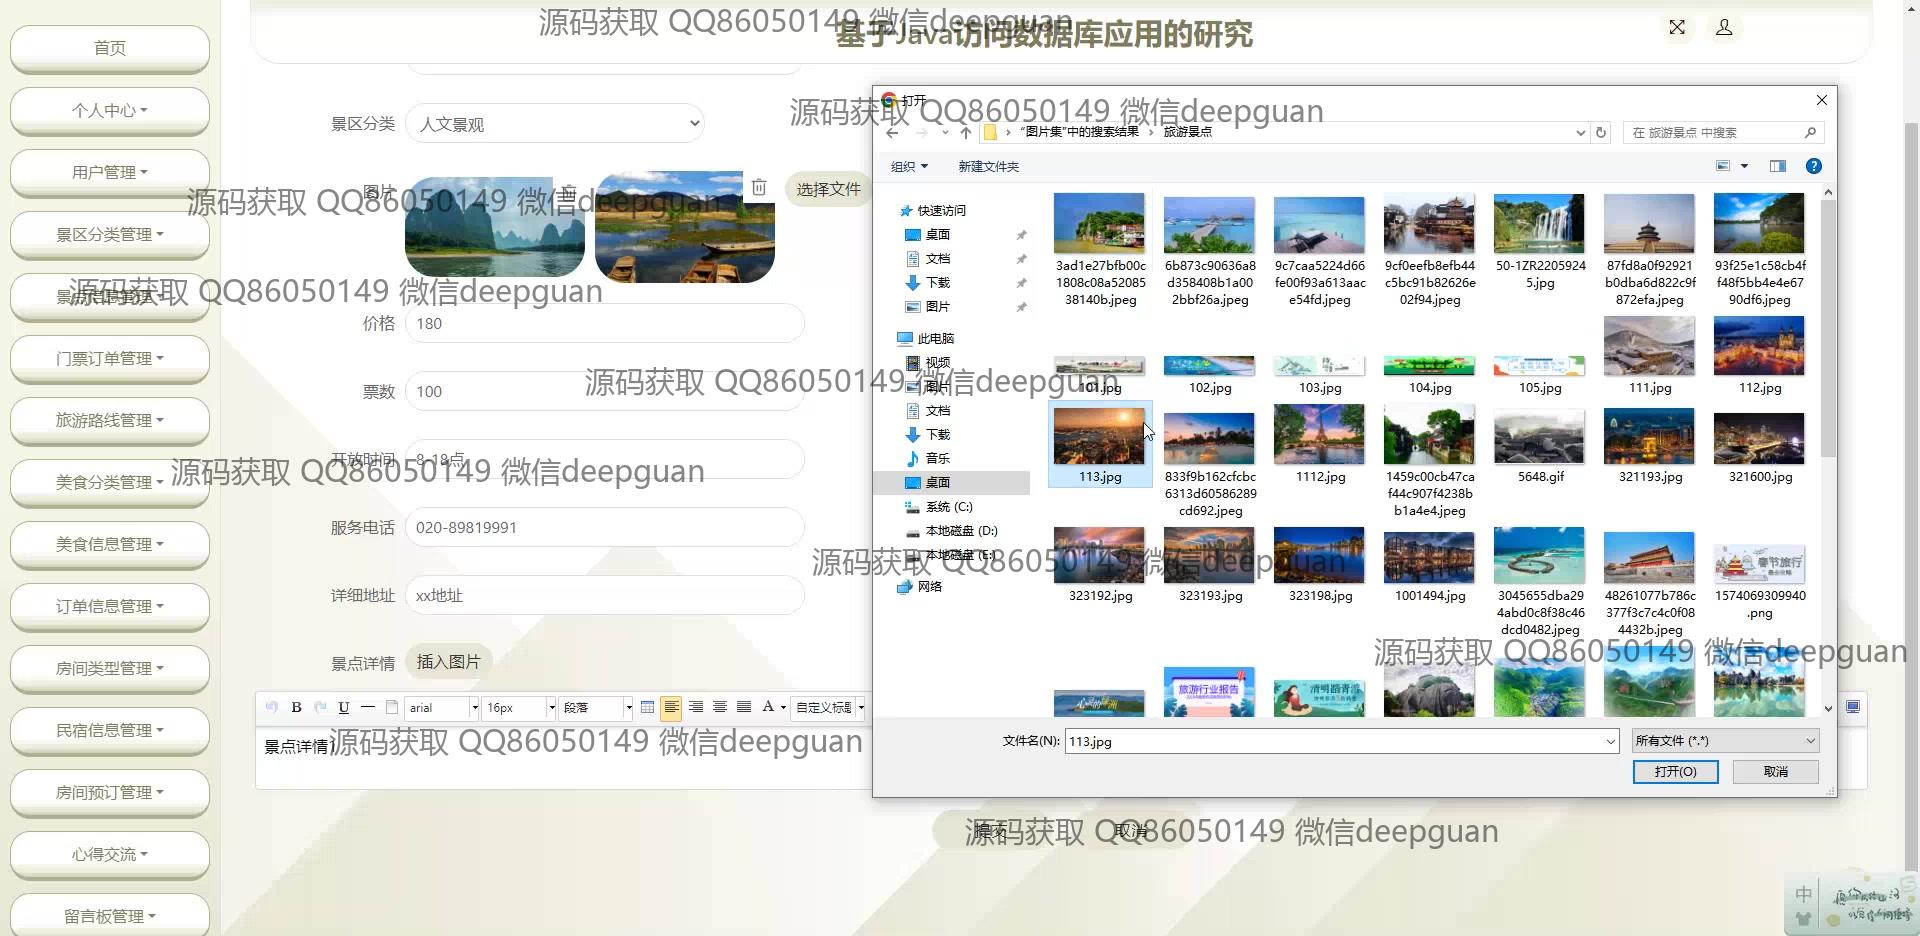 基于Java访问数据库应用的研究
首页
个人中心
用户管理
景区分类管理
景点信息管理
门票订单管理
旅游路线管理
美食分类管理
美食信息管理
订单信息管理
房间类型管理
民宿信息管理
房间预订管理
心得交流
留言板管理
景区分类 人文景观
图片 选择文件
价格 180
票数 100
开放时间 8-18点
服务电话 020-89819991
详细地址 xx地址
景点详情 插入图片
B U arial 16px 段落 A 自定义标题
景点详情
提交 取消
打开
"图片集"中的搜索结果 旅游景点
在 旅游景点 中搜索
组织 新建文件夹
快速访问
桌面
文档
下载
图片
此电脑
视频
图片
文档
下载
音乐
桌面
系统 (C:)
本地磁盘 (D:)
本地磁盘 (E:)
网络
3ad1e27bfb00c1808c08a5208538140b.jpeg
6b873c90636a8d358408b1a002bbf26a.jpeg
9c7caa5224d66fe00f93a613aace54fd.jpeg
9cf0eefb8efb44c5bc91b82626e02f94.jpeg
50-1ZR22059245.jpg
87fd8a0f92921b0dba6d822c9f872efa.jpeg
93f25e1c58cb4ff48f5bb4e4e6790df6.jpeg
101.jpg
102.jpg
103.jpg
104.jpg
105.jpg
111.jpg
112.jpg
113.jpg
833f9b162cfcbc6313d60586289cd692.jpeg
1112.jpg
1459c00cb47caf44c907f4238bb1a4e4.jpeg
5648.gif
321193.jpg
321600.jpg
323192.jpg
323193.jpg
323198.jpg
1001494.jpg
3045655dba294abd0c8f38c46dcd0482.jpeg
48261077b786c377f3c7c4c0f084432b.jpeg
春节旅行
1574069309940.png
旅游行业报告
清明踏青游
文件名(N): 113.jpg 所有文件 (*.*)
打开(O) 取消
中
源码获取 QQ86050149 微信deepguan
源码获取 QQ86050149 微信deepguan
源码获取 QQ86050149 微信deepguan
源码获取 QQ86050149 微信deepguan
源码获取 QQ86050149 微信deepguan
源码获取 QQ86050149 微信deepguan
源码获取 QQ86050149 微信deepguan
源码获取 QQ86050149 微信deepguan
源码获取 QQ86050149 微信deepguan
源码获取 QQ86050149 微信deepguan